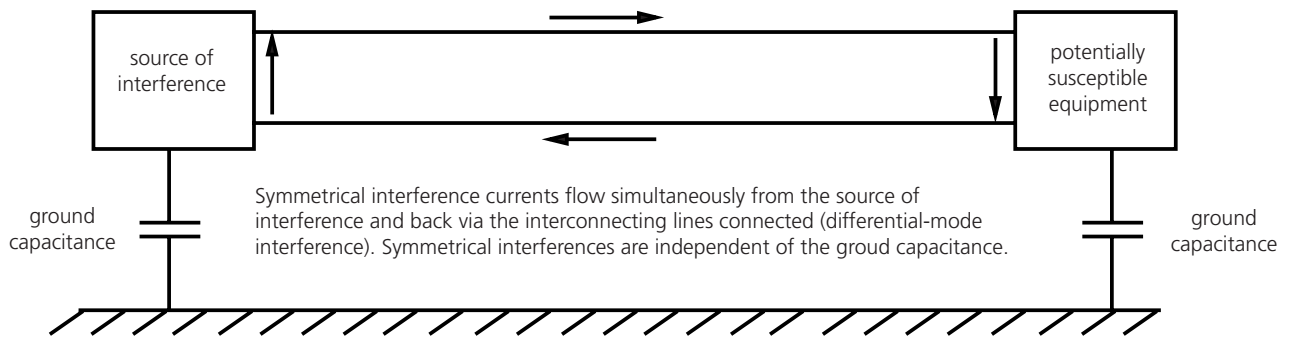 source of
interference
potentially
susceptible
equipment
ground
capacitance
Symmetrical interference currents flow simultaneously from the source of
interference and back via the interconnecting lines connected (differential-mode
interference). Symmetrical interferences are independent of the groud capacitance.
ground
capacitance